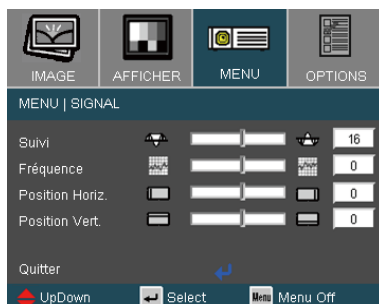 IMAGE AFFICHER MENU OPTIONS
MENU | SIGNAL
Suivi 16
Fréquence 0
Position Horiz. 0
Position Vert. 0
Quitter
UpDown Select Menu Menu Off